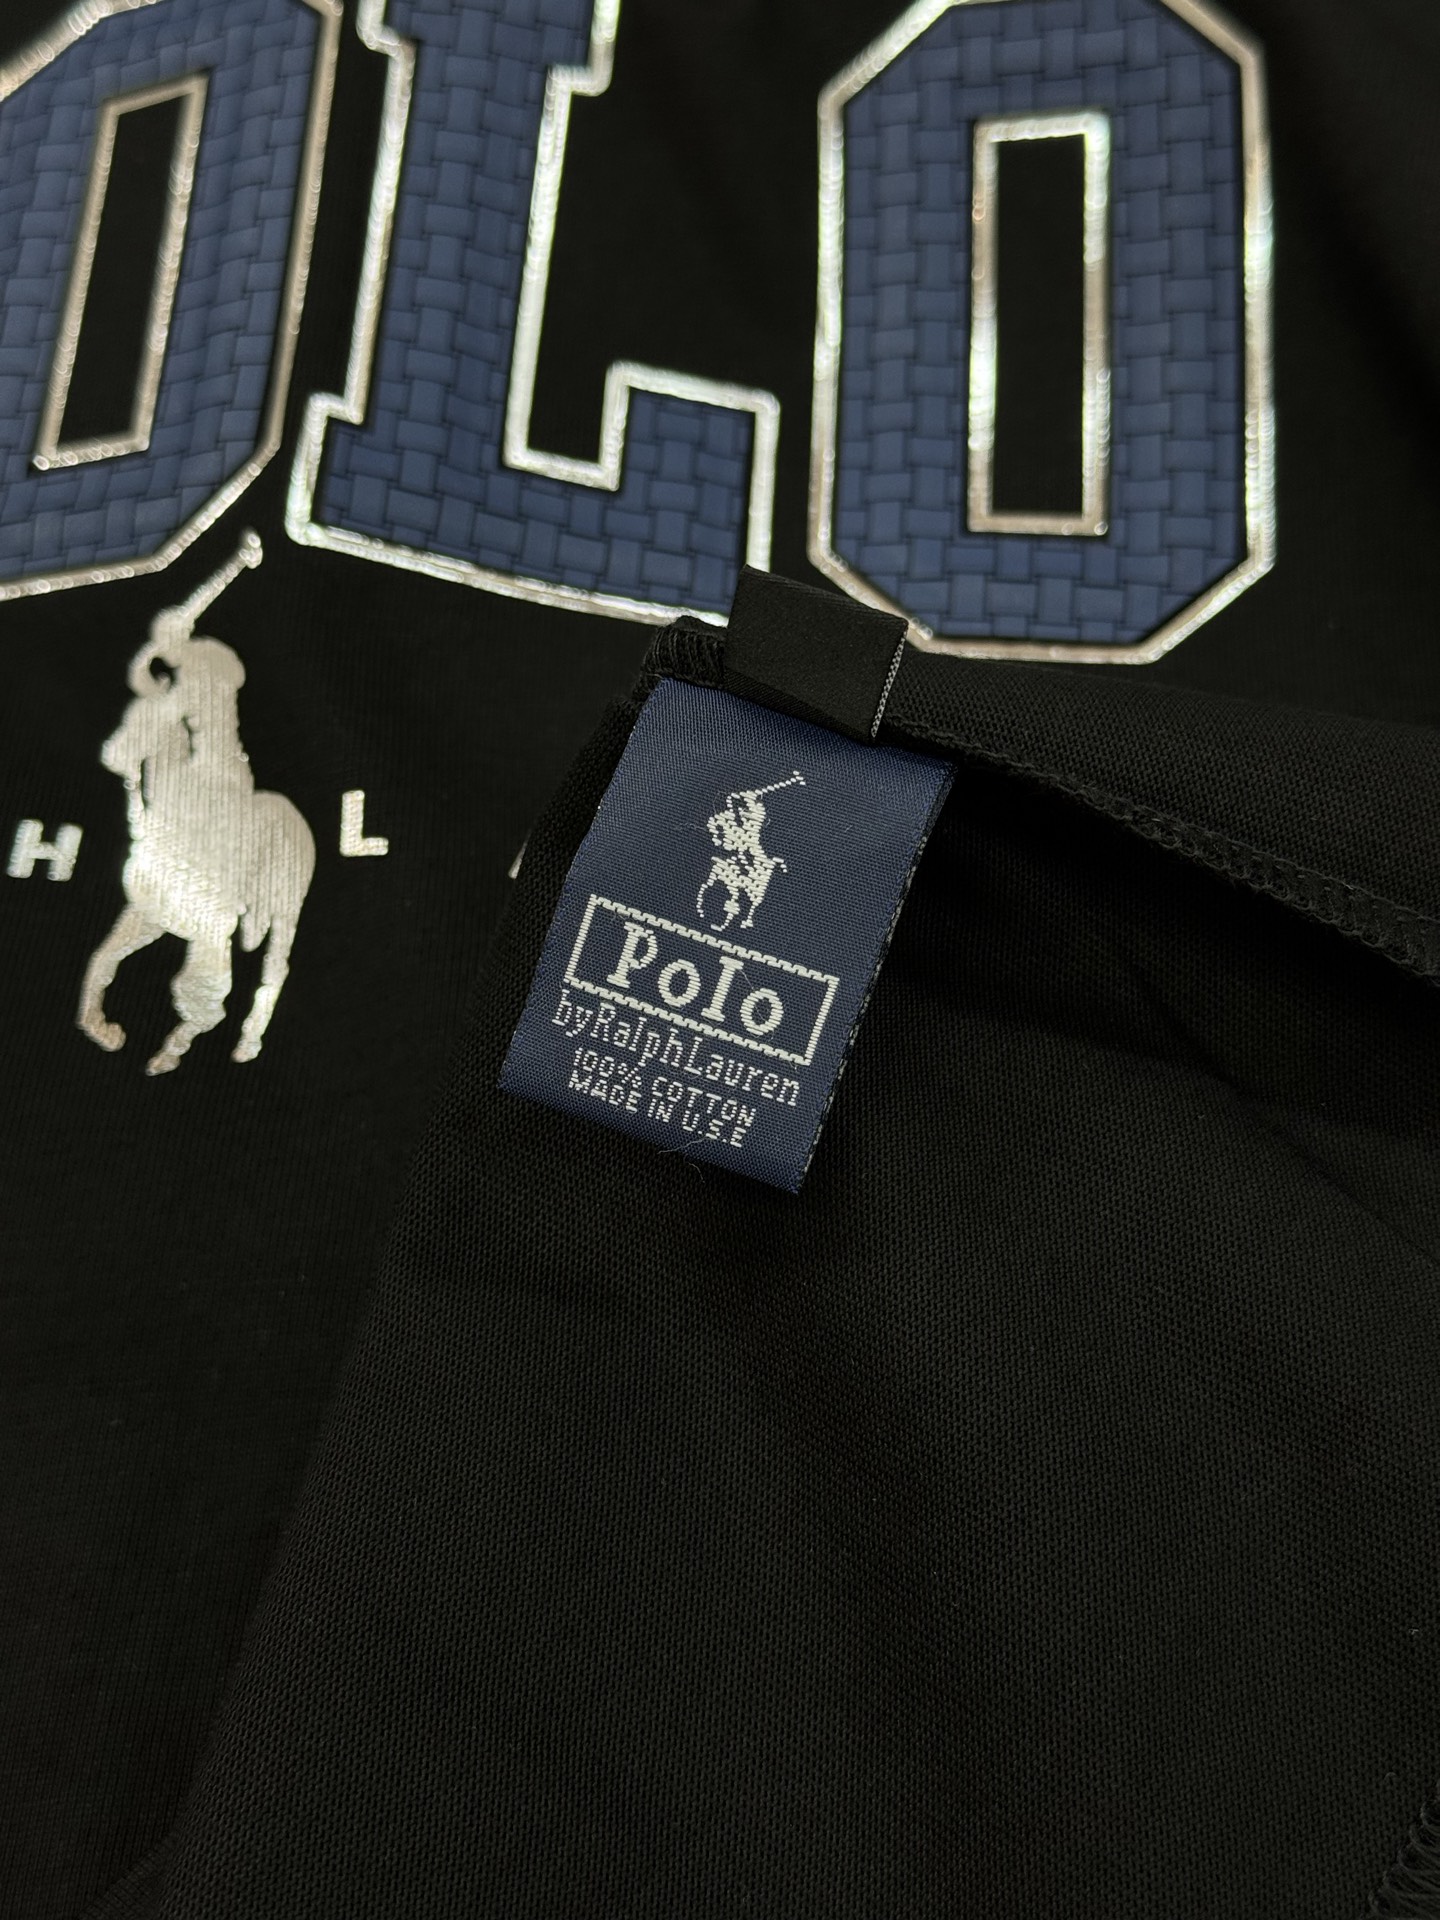 OLO
H L
Polo
byRalphLauren
100% COTTON
MADE IN U.S.E